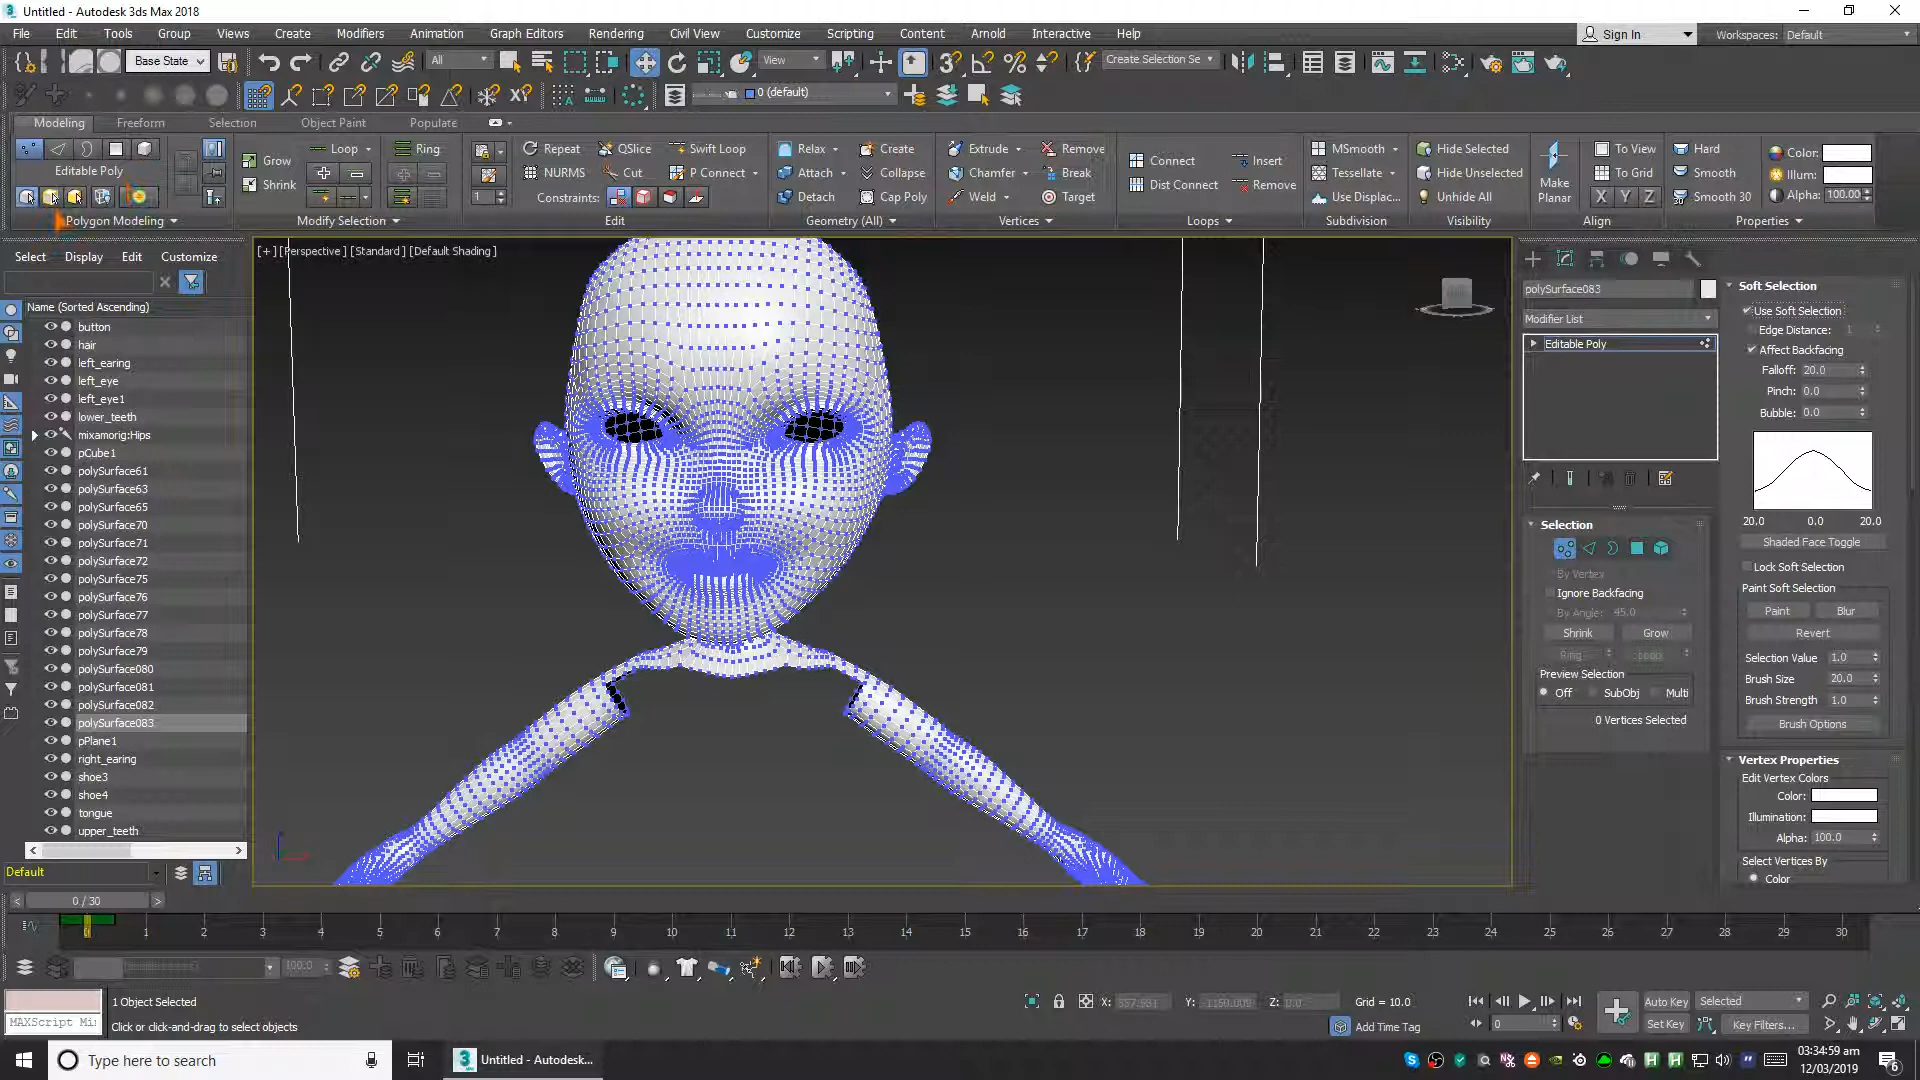 Untitled - Autodesk 3ds Max 2018
File Edit Tools Group Views Create Modifiers Animation Graph Editors Rendering Civil View Customize Scripting Content Arnold Interactive Help
Sign In
Workspaces: Default
Base State
All
View
Create Selection Se
0 (default)
Modeling Freeform Selection Object Paint Populate
Editable Poly
Polygon Modeling
Grow
Shrink
Loop
Ring
Modify Selection
1
Repeat QSlice Swift Loop
NURMS Cut P Connect
Constraints:
Edit
Relax Create
Attach Collapse
Detach Cap Poly
Geometry (All)
Extrude Remove
Chamfer Break
Weld Target
Vertices
Connect Insert
Dist Connect Remove
Loops
MSmooth
Tessellate
Use Displac...
Subdivision
Hide Selected
Hide Unselected
Unhide All
Visibility
Make Planar
To View
To Grid
X Y Z
Align
Hard
Smooth
Smooth 30
Color:
Illum:
Alpha: 100.00
Properties
Select Display Edit Customize
Name (Sorted Ascending)
button
hair
left_earing
left_eye
left_eye1
lower_teeth
mixamorig:Hips
pCube1
polySurface61
polySurface63
polySurface65
polySurface70
polySurface71
polySurface72
polySurface75
polySurface76
polySurface77
polySurface78
polySurface79
polySurface080
polySurface081
polySurface082
polySurface083
pPlane1
right_earing
shoe3
shoe4
tongue
upper_teeth
Default
[+] [Perspective] [Standard] [Default Shading]
polySurface083
Modifier List
Editable Poly
Selection
By Vertex
Ignore Backfacing
By Angle: 45.0
Shrink Grow
Ring Loop
Preview Selection
Off SubObj Multi
0 Vertices Selected
Soft Selection
Use Soft Selection
Edge Distance: 1
Affect Backfacing
Falloff: 20.0
Pinch: 0.0
Bubble: 0.0
20.0 0.0 20.0
Shaded Face Toggle
Lock Soft Selection
Paint Soft Selection
Paint Blur
Revert
Selection Value 1.0
Brush Size 20.0
Brush Strength 1.0
Brush Options
Vertex Properties
Edit Vertex Colors
Color:
Illumination:
Alpha: 100.0
Select Vertices By
Color
0 / 30
1 2 3 4 5 6 7 8 9 10 11 12 13 14 15 16 17 18 19 20 21 22 23 24 25 26 27 28 29 30
100.0
1 Object Selected
MAXScript Mi
Click or click-and-drag to select objects
X: Y: Z: 0.0
Grid = 10.0
Add Time Tag
0
Auto Key Selected
Set Key Key Filters...
Type here to search
Untitled - Autodesk...
03:34:59 am
12/03/2019
6